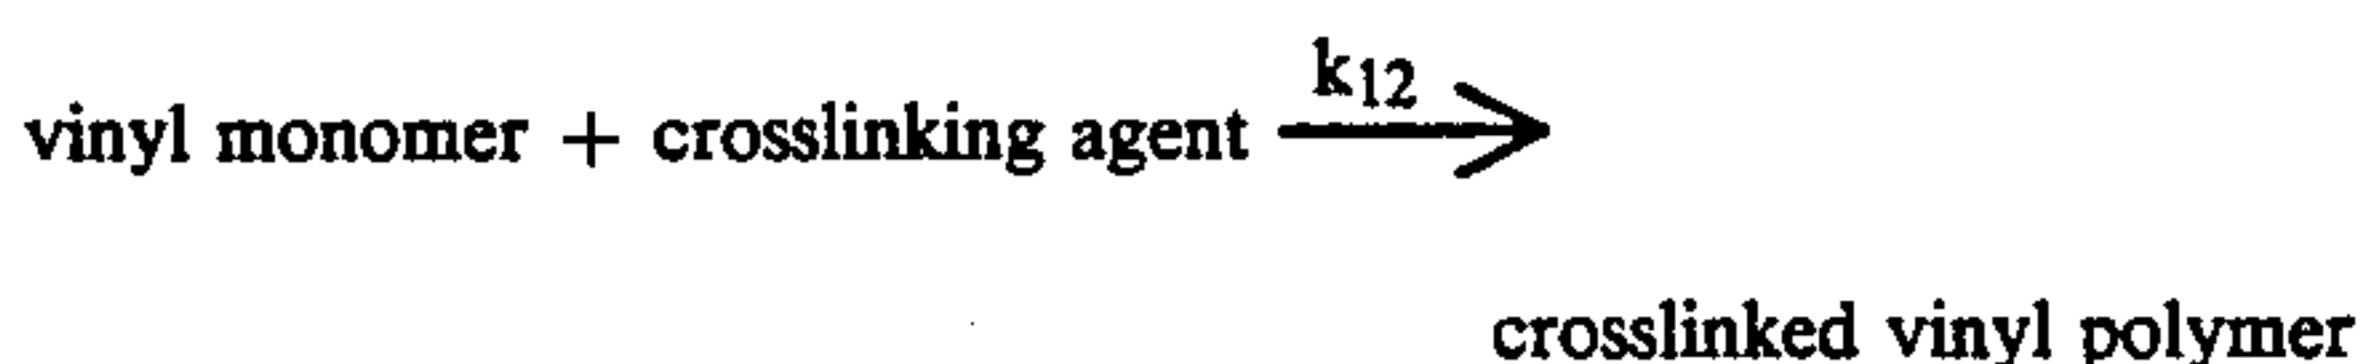 vinyl monomer + crosslinking agent k12 →
crosslinked vinyl polymer